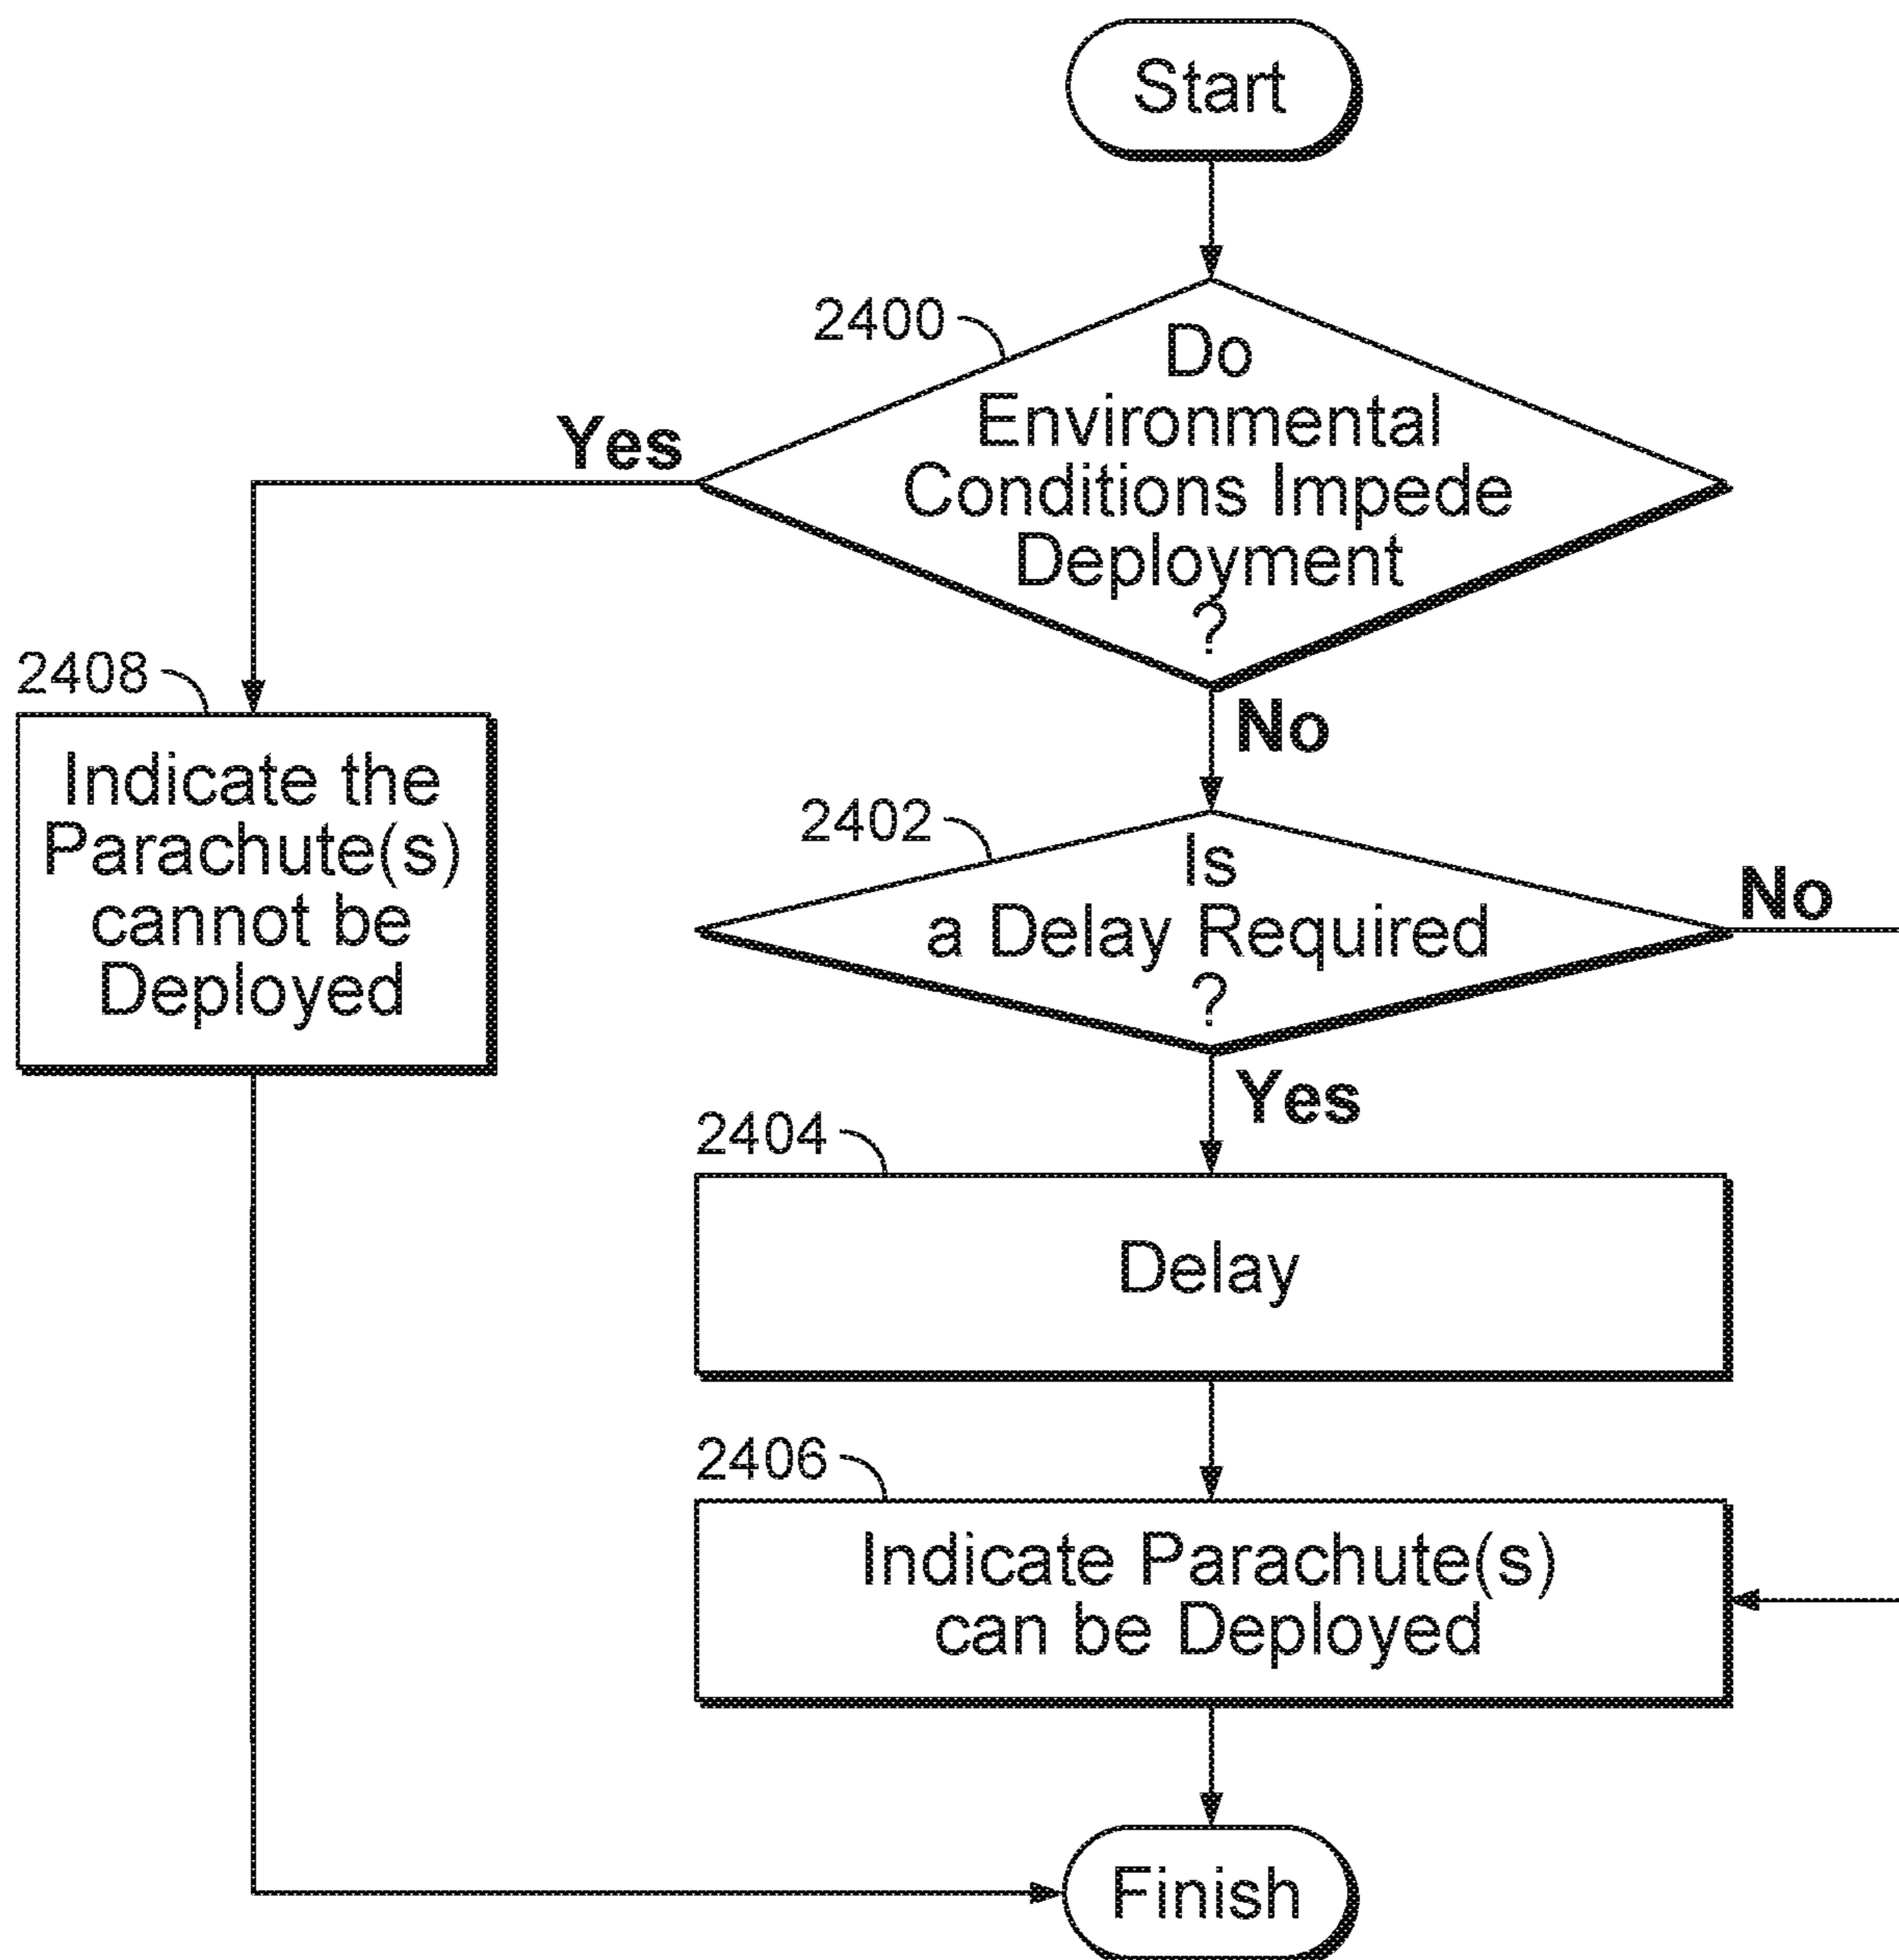 Start
2400
Do
Environmental
Conditions Impede
Deployment
?
Yes
No
2408
Indicate the
Parachute(s)
cannot be
Deployed
2402
Is
a Delay Required
?
No
Yes
2404
Delay
2406
Indicate Parachute(s)
can be Deployed
Finish